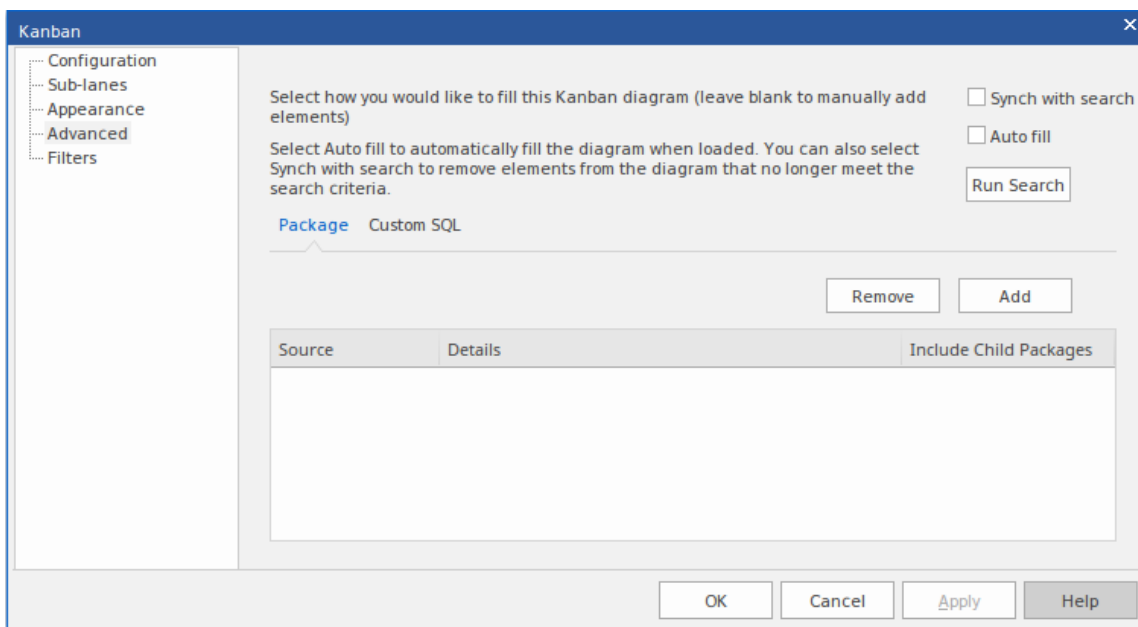 Kanban
Configuration
Sub-lanes
Appearance
Advanced
Filters
Select how you would like to fill this Kanban diagram (leave blank to manually add
elements)
Select Auto fill to automatically fill the diagram when loaded. You can also select
Synch with search to remove elements from the diagram that no longer meet the
search criteria.
Synch with search
Auto fill
Run Search
Package Custom SQL
Remove Add
Source Details Include Child Packages
OK Cancel Apply Help